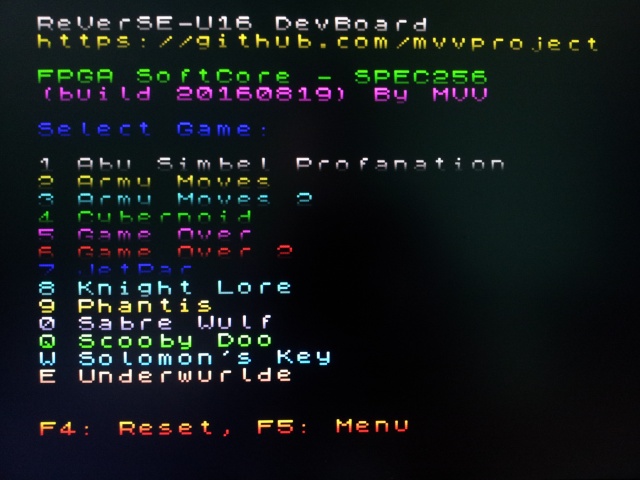 ReVerSE-U16 DevBoard
https://github.com/mvvproject
FPGA SoftCore - SPEC256
(build 20160819) By MVV
Select Game:
1 Abu Simbel Profanation
2 Army Moves
3 Army Moves 2
4 Cybernoid
5 Game Over
6 Game Over 2
7 JetPac
8 Knight Lore
9 Phantis
0 Sabre Wulf
Q Scooby Doo
W Solomon's Key
E Underwurlde
F4: Reset, F5: Menu